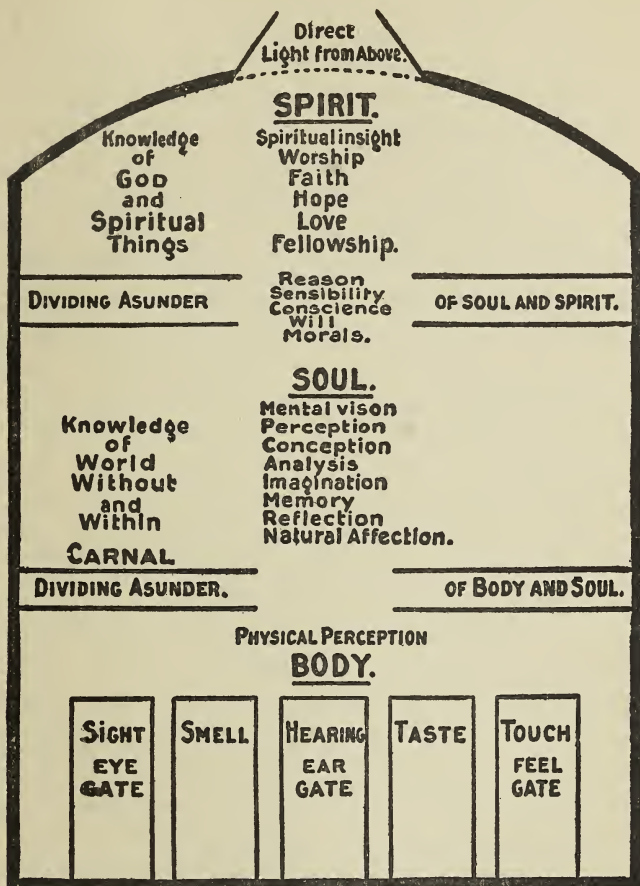 Direct
Light from Above.
SPIRIT.
Knowledge
of
GOD
and
Spiritual
Things
Spiritual insight
Worship
Faith
Hope
Love
Fellowship.
DIVIDING ASUNDER
Reason
Sensibility
Conscience
Will
Morals.
OF SOUL AND SPIRIT.
SOUL.
Knowledge
of
World
Without
and
Within
CARNAL
Mental vison
Perception
Conception
Analysis
Imagination
Memory
Reflection
Natural Affection.
DIVIDING ASUNDER.
OF BODY AND SOUL.
PHYSICAL PERCEPTION
BODY.
SIGHT
EYE
GATE
SMELL
HEARING
EAR
GATE
TASTE
TOUCH
FEEL
GATE